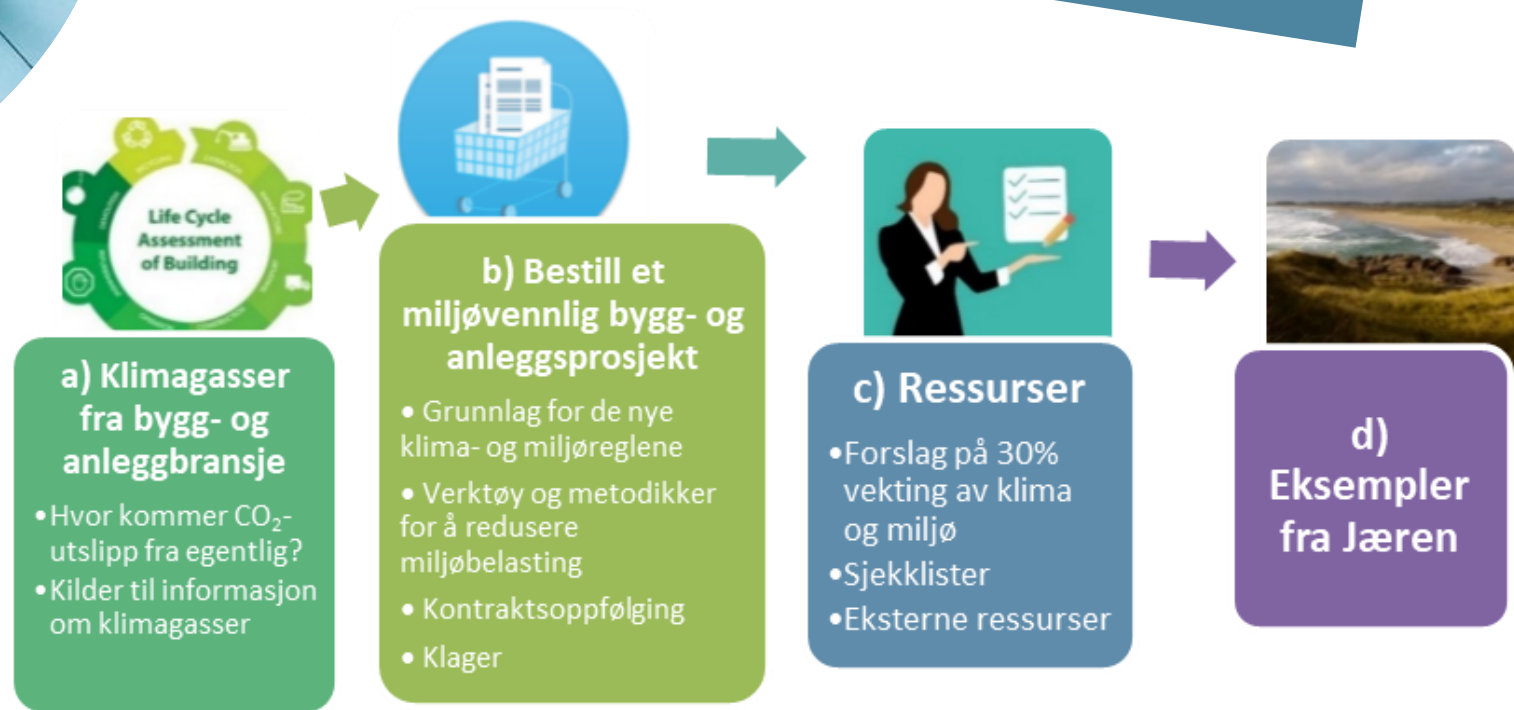 Life Cycle
Assessment
of Building
a) Klimagasser
fra bygg- og
anleggbransje
•Hvor kommer CO₂-
utslipp fra egentlig?
•Kilder til informasjon
om klimagasser
b) Bestill et
miljøvennlig bygg- og
anleggsprosjekt
• Grunnlag for de nye
klima- og miljøreglene
• Verktøy og metodikker
for å redusere
miljøbelasting
• Kontraktsoppfølging
• Klager
c) Ressurser
•Forslag på 30%
vekting av klima
og miljø
•Sjekklister
•Eksterne ressurser
d)
Eksempler
fra Jæren